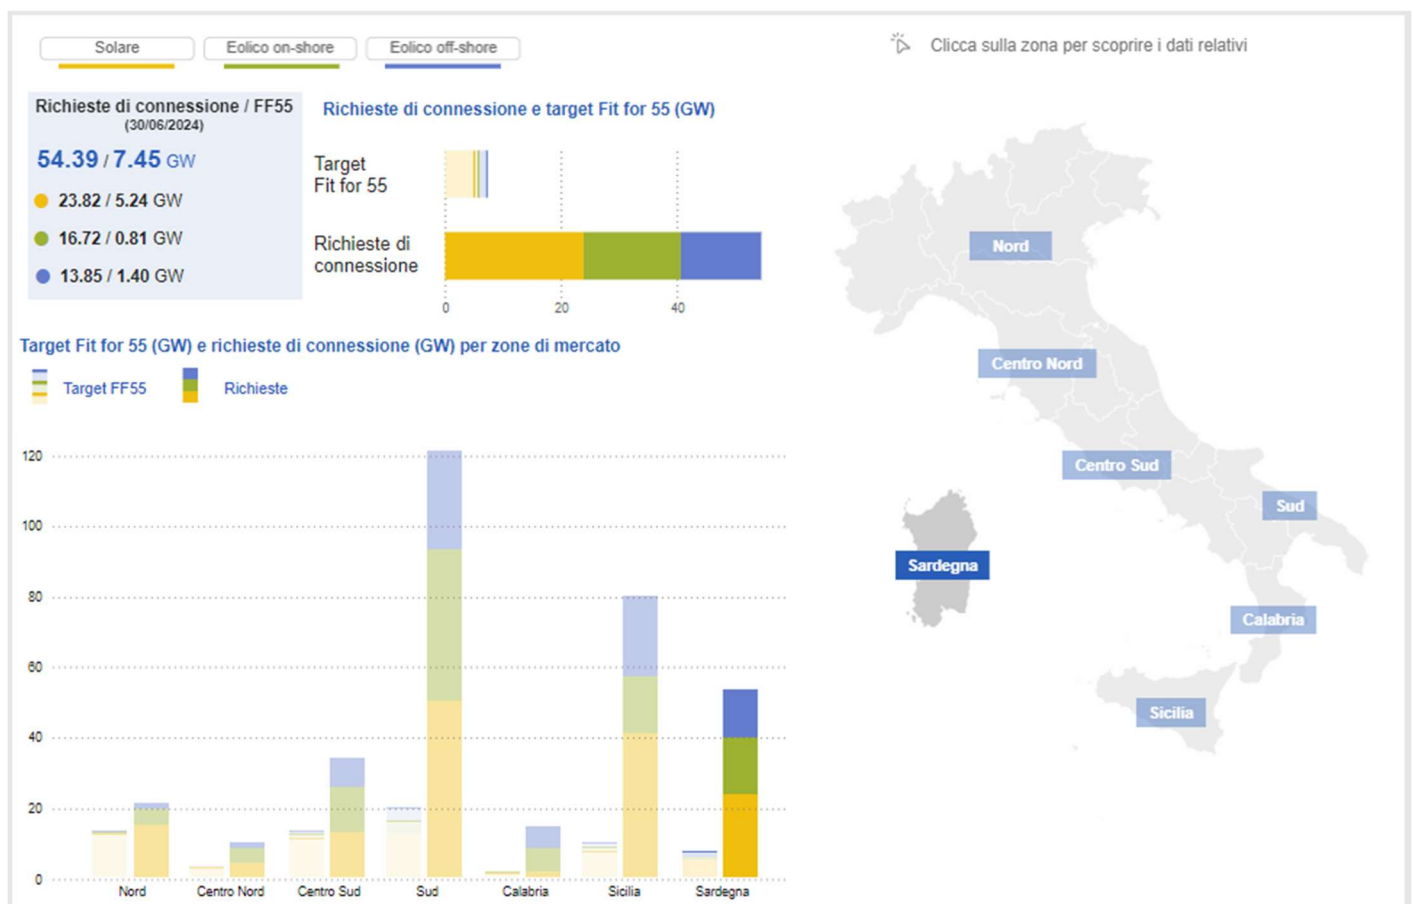 Solare
Eolico on-shore
Eolico off-shore
Clicca sulla zona per scoprire i dati relativi
Richieste di connessione / FF55
(30/06/2024)
54.39 / 7.45 GW
23.82 / 5.24 GW
16.72 / 0.81 GW
13.85 / 1.40 GW
Richieste di connessione e target Fit for 55 (GW)
Target
Fit for 55
Richieste di
connessione
0 20 40
Target Fit for 55 (GW) e richieste di connessione (GW) per zone di mercato
Target FF55
Richieste
120
100
80
60
40
20
0
Nord Centro Nord Centro Sud Sud Calabria Sicilia Sardegna
Nord
Centro Nord
Centro Sud
Sud
Sardegna
Calabria
Sicilia